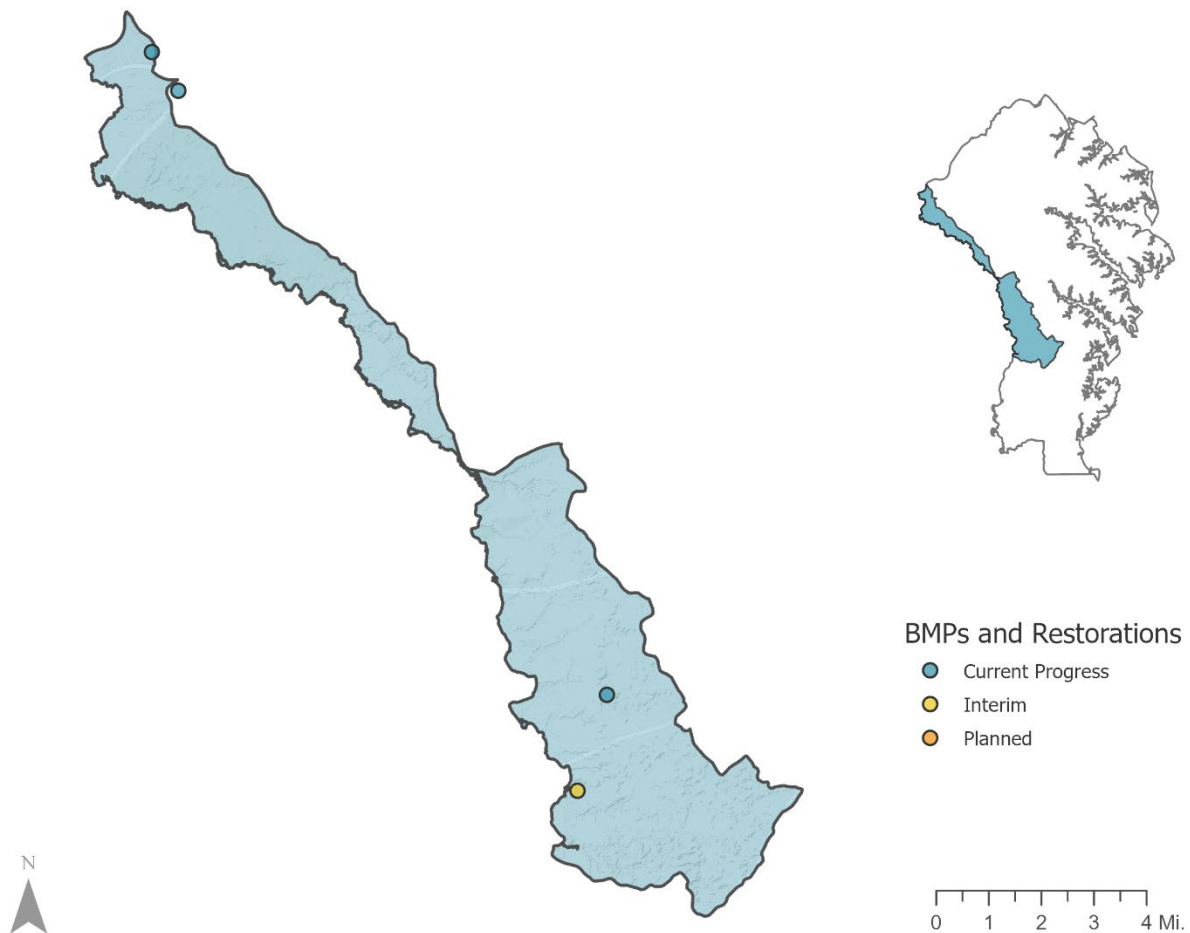 BMPs and Restorations
Current Progress
Interim
Planned
N
0 1 2 3 4 Mi.